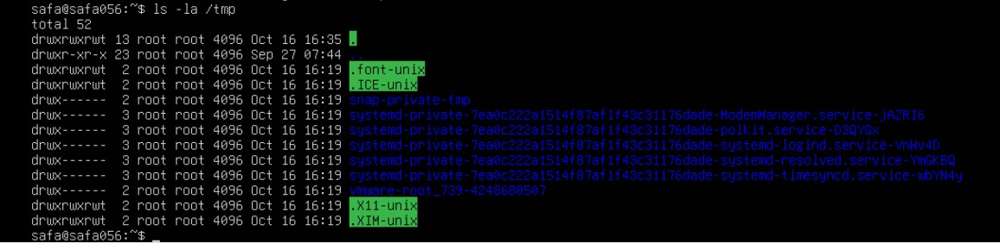 safa@safa056:~$ ls -la /tmp
total 52
drwxrwxrwt 13 root root 4096 Oct 16 16:35 .
drwxr-xr-x 23 root root 4096 Sep 27 07:44 ..
drwxrwxrwt  2 root root 4096 Oct 16 16:19 .font-unix
drwxrwxrwt  2 root root 4096 Oct 16 16:19 .ICE-unix
drwx------  2 root root 4096 Oct 16 16:19 snap-private-tmp
drwx------  3 root root 4096 Oct 16 16:19 systemd-private-7ea0c222a1514f87af1f43c31176dade-ModemManager.service-jAZRI6
drwx------  3 root root 4096 Oct 16 16:19 systemd-private-7ea0c222a1514f87af1f43c31176dade-polkit.service-D3QYGx
drwx------  3 root root 4096 Oct 16 16:19 systemd-private-7ea0c222a1514f87af1f43c31176dade-systemd-logind.service-VnWv4D
drwx------  3 root root 4096 Oct 16 16:19 systemd-private-7ea0c222a1514f87af1f43c31176dade-systemd-resolved.service-YmGKBQ
drwx------  3 root root 4096 Oct 16 16:19 systemd-private-7ea0c222a1514f87af1f43c31176dade-systemd-timesyncd.service-wbYN4y
drwx------  2 root root 4096 Oct 16 16:19 vmware-root_739-4248680507
drwxrwxrwt  2 root root 4096 Oct 16 16:19 .X11-unix
drwxrwxrwt  2 root root 4096 Oct 16 16:19 .XIM-unix
safa@safa056:~$ _